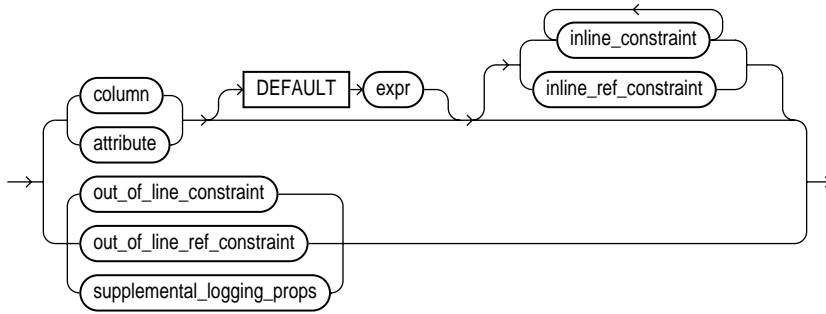 inline_constraint
inline_ref_constraint
DEFAULT
expr
column
attribute
out_of_line_constraint
out_of_line_ref_constraint
supplemental_logging_props